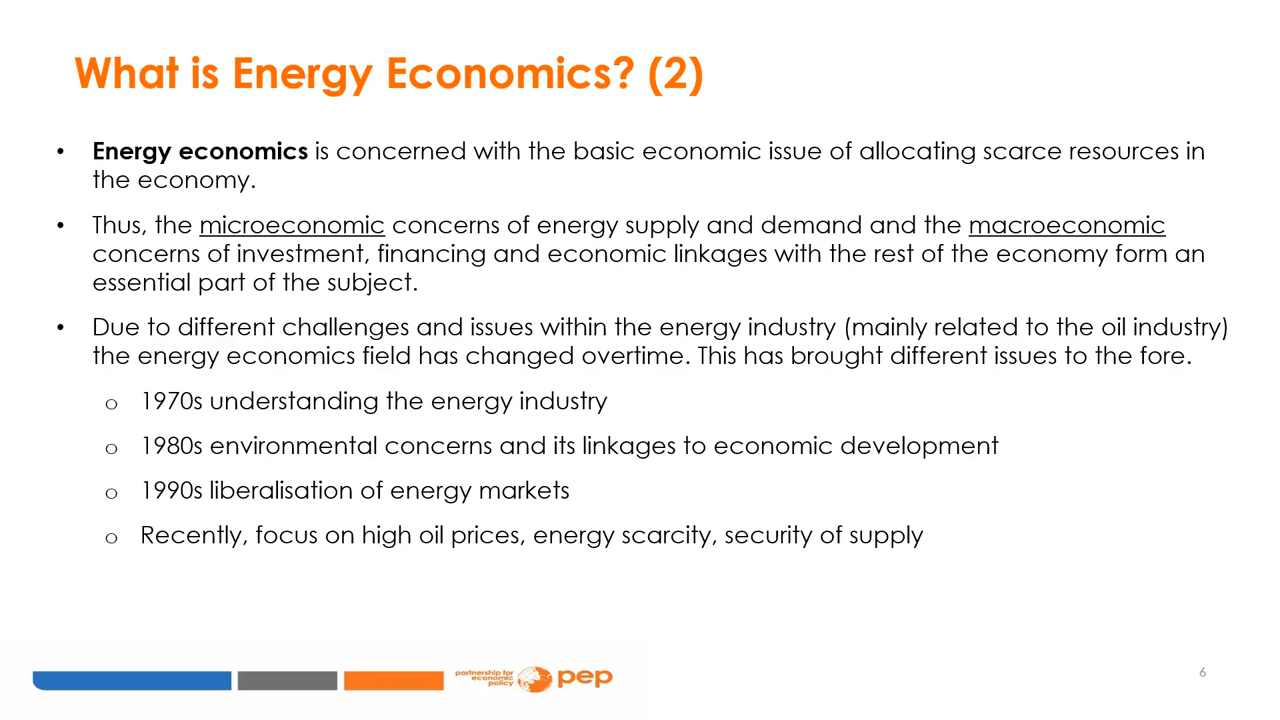 What is Energy Economics? (2)
• Energy economics is concerned with the basic economic issue of allocating scarce resources in
the economy.
• Thus, the microeconomic concerns of energy supply and demand and the macroeconomic
concerns of investment, financing and economic linkages with the rest of the economy form an
essential part of the subject.
• Due to different challenges and issues within the energy industry (mainly related to the oil industry)
the energy economics field has changed overtime. This has brought different issues to the fore.
o 1970s understanding the energy industry
o 1980s environmental concerns and its linkages to economic development
o 1990s liberalisation of energy markets
o Recently, focus on high oil prices, energy scarcity, security of supply
partnership for
economic
policy
pep
6